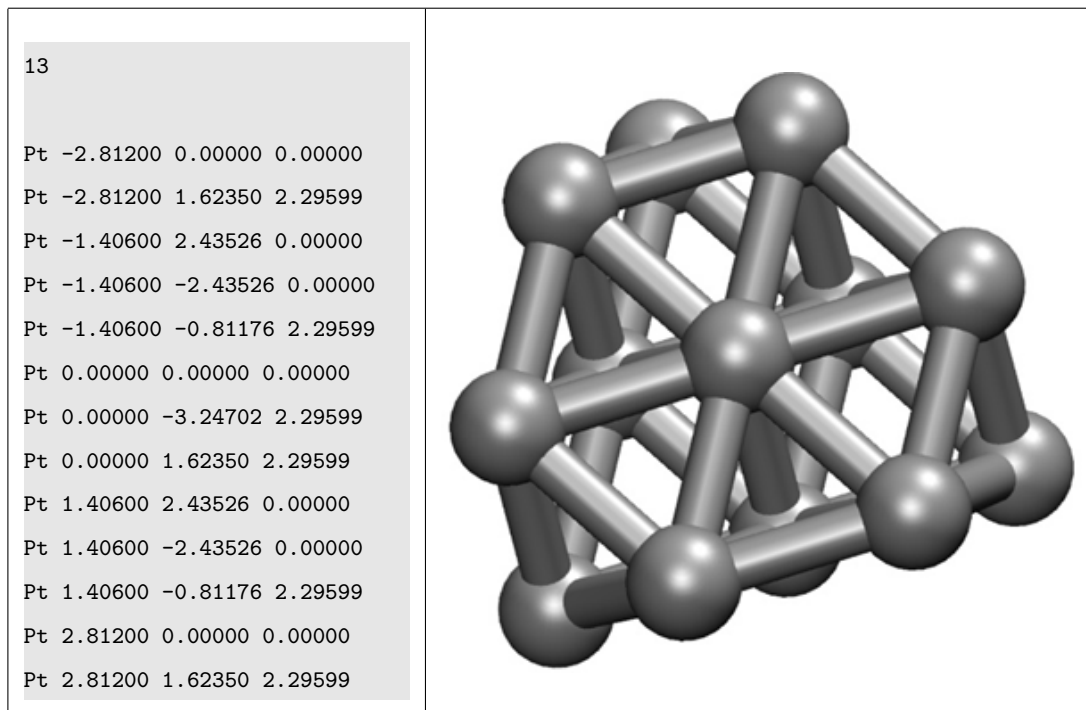 13
Pt -2.81200 0.00000 0.00000
Pt -2.81200 1.62350 2.29599
Pt -1.40600 2.43526 0.00000
Pt -1.40600 -2.43526 0.00000
Pt -1.40600 -0.81176 2.29599
Pt 0.00000 0.00000 0.00000
Pt 0.00000 -3.24702 2.29599
Pt 0.00000 1.62350 2.29599
Pt 1.40600 2.43526 0.00000
Pt 1.40600 -2.43526 0.00000
Pt 1.40600 -0.81176 2.29599
Pt 2.81200 0.00000 0.00000
Pt 2.81200 1.62350 2.29599